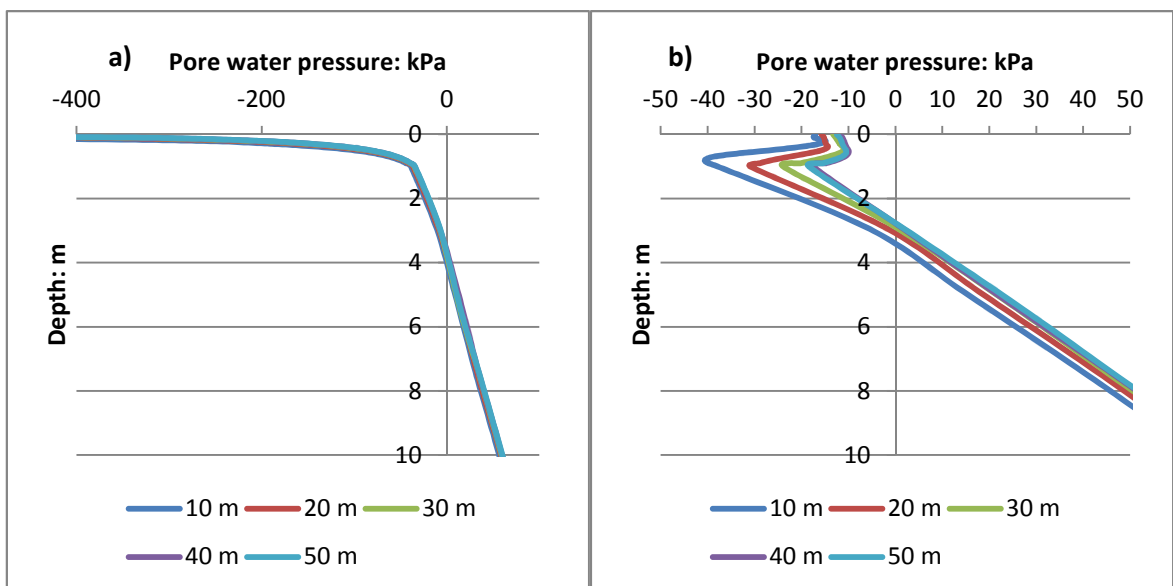 a) Pore water pressure: kPa
-400 -200 0
0
2
4
6
8
10
Depth: m
10 m 20 m 30 m
40 m 50 m
b) Pore water pressure: kPa
-50 -40 -30 -20 -10 0 10 20 30 40 50
0
2
4
6
8
10
Depth: m
10 m 20 m 30 m
40 m 50 m